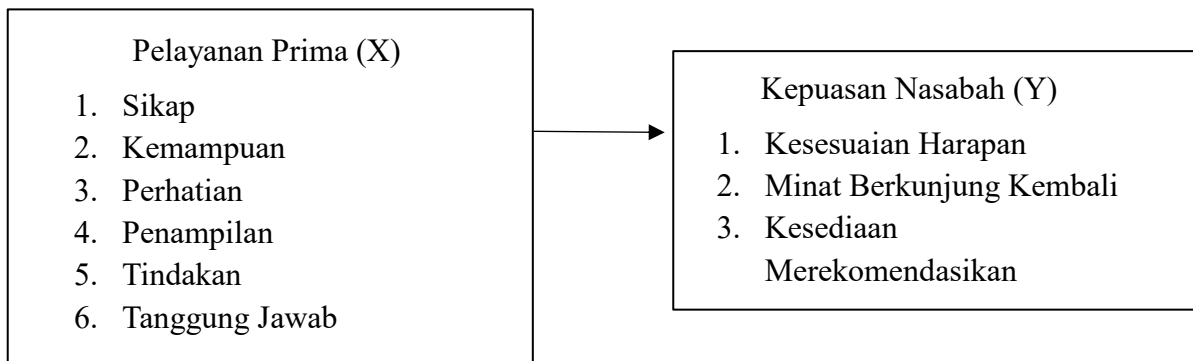 Pelayanan Prima (X)
1. Sikap
2. Kemampuan
3. Perhatian
4. Penampilan
5. Tindakan
6. Tanggung Jawab
Kepuasan Nasabah (Y)
1. Kesesuaian Harapan
2. Minat Berkunjung Kembali
3. Kesediaan
Merekomendasikan